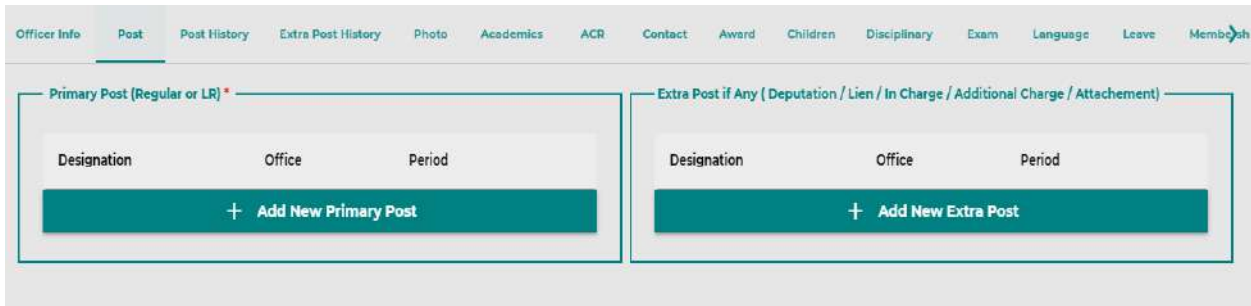 Officer Info Post Post History Extra Post History Photo Academics ACR Contact Award Children Disciplinary Exam Language Leave Membe sh
Primary Post (Regular or LR) *
Designation Office Period
+ Add New Primary Post
Extra Post if Any ( Deputation / Lien / In Charge / Additional Charge / Attachement)
Designation Office Period
+ Add New Extra Post